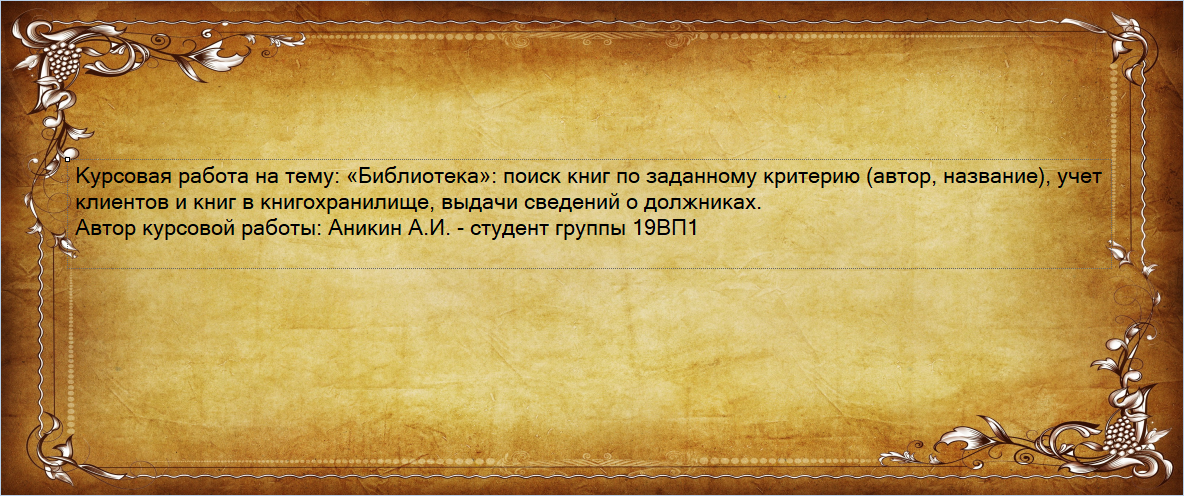 Курсовая работа на тему: «Библиотека»: поиск книг по заданному критерию (автор, название), учет
клиентов и книг в книгохранилище, выдачи сведений о должниках.
Автор курсовой работы: Аникин А.И. - студент группы 19ВП1